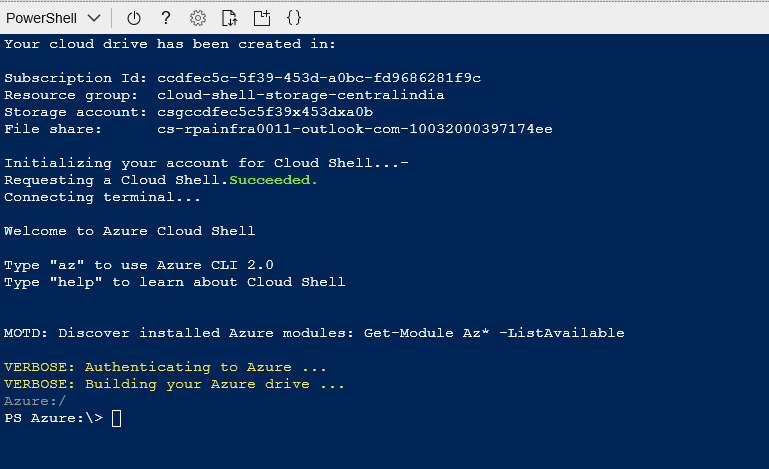 PowerShell ? {}
Your cloud drive has been created in:
Subscription Id: ccdfec5c-5f39-453d-a0bc-fd9686281f9c
Resource group:  cloud-shell-storage-centralindia
Storage account: csgccdfec5c5f39x453dxa0b
File share:      cs-rpainfra0011-outlook-com-10032000397174ee
Initializing your account for Cloud Shell...-
Requesting a Cloud Shell.Succeeded.
Connecting terminal...
Welcome to Azure Cloud Shell
Type "az" to use Azure CLI 2.0
Type "help" to learn about Cloud Shell
MOTD: Discover installed Azure modules: Get-Module Az* -ListAvailable
VERBOSE: Authenticating to Azure ...
VERBOSE: Building your Azure drive ...
Azure:/
PS Azure:\>